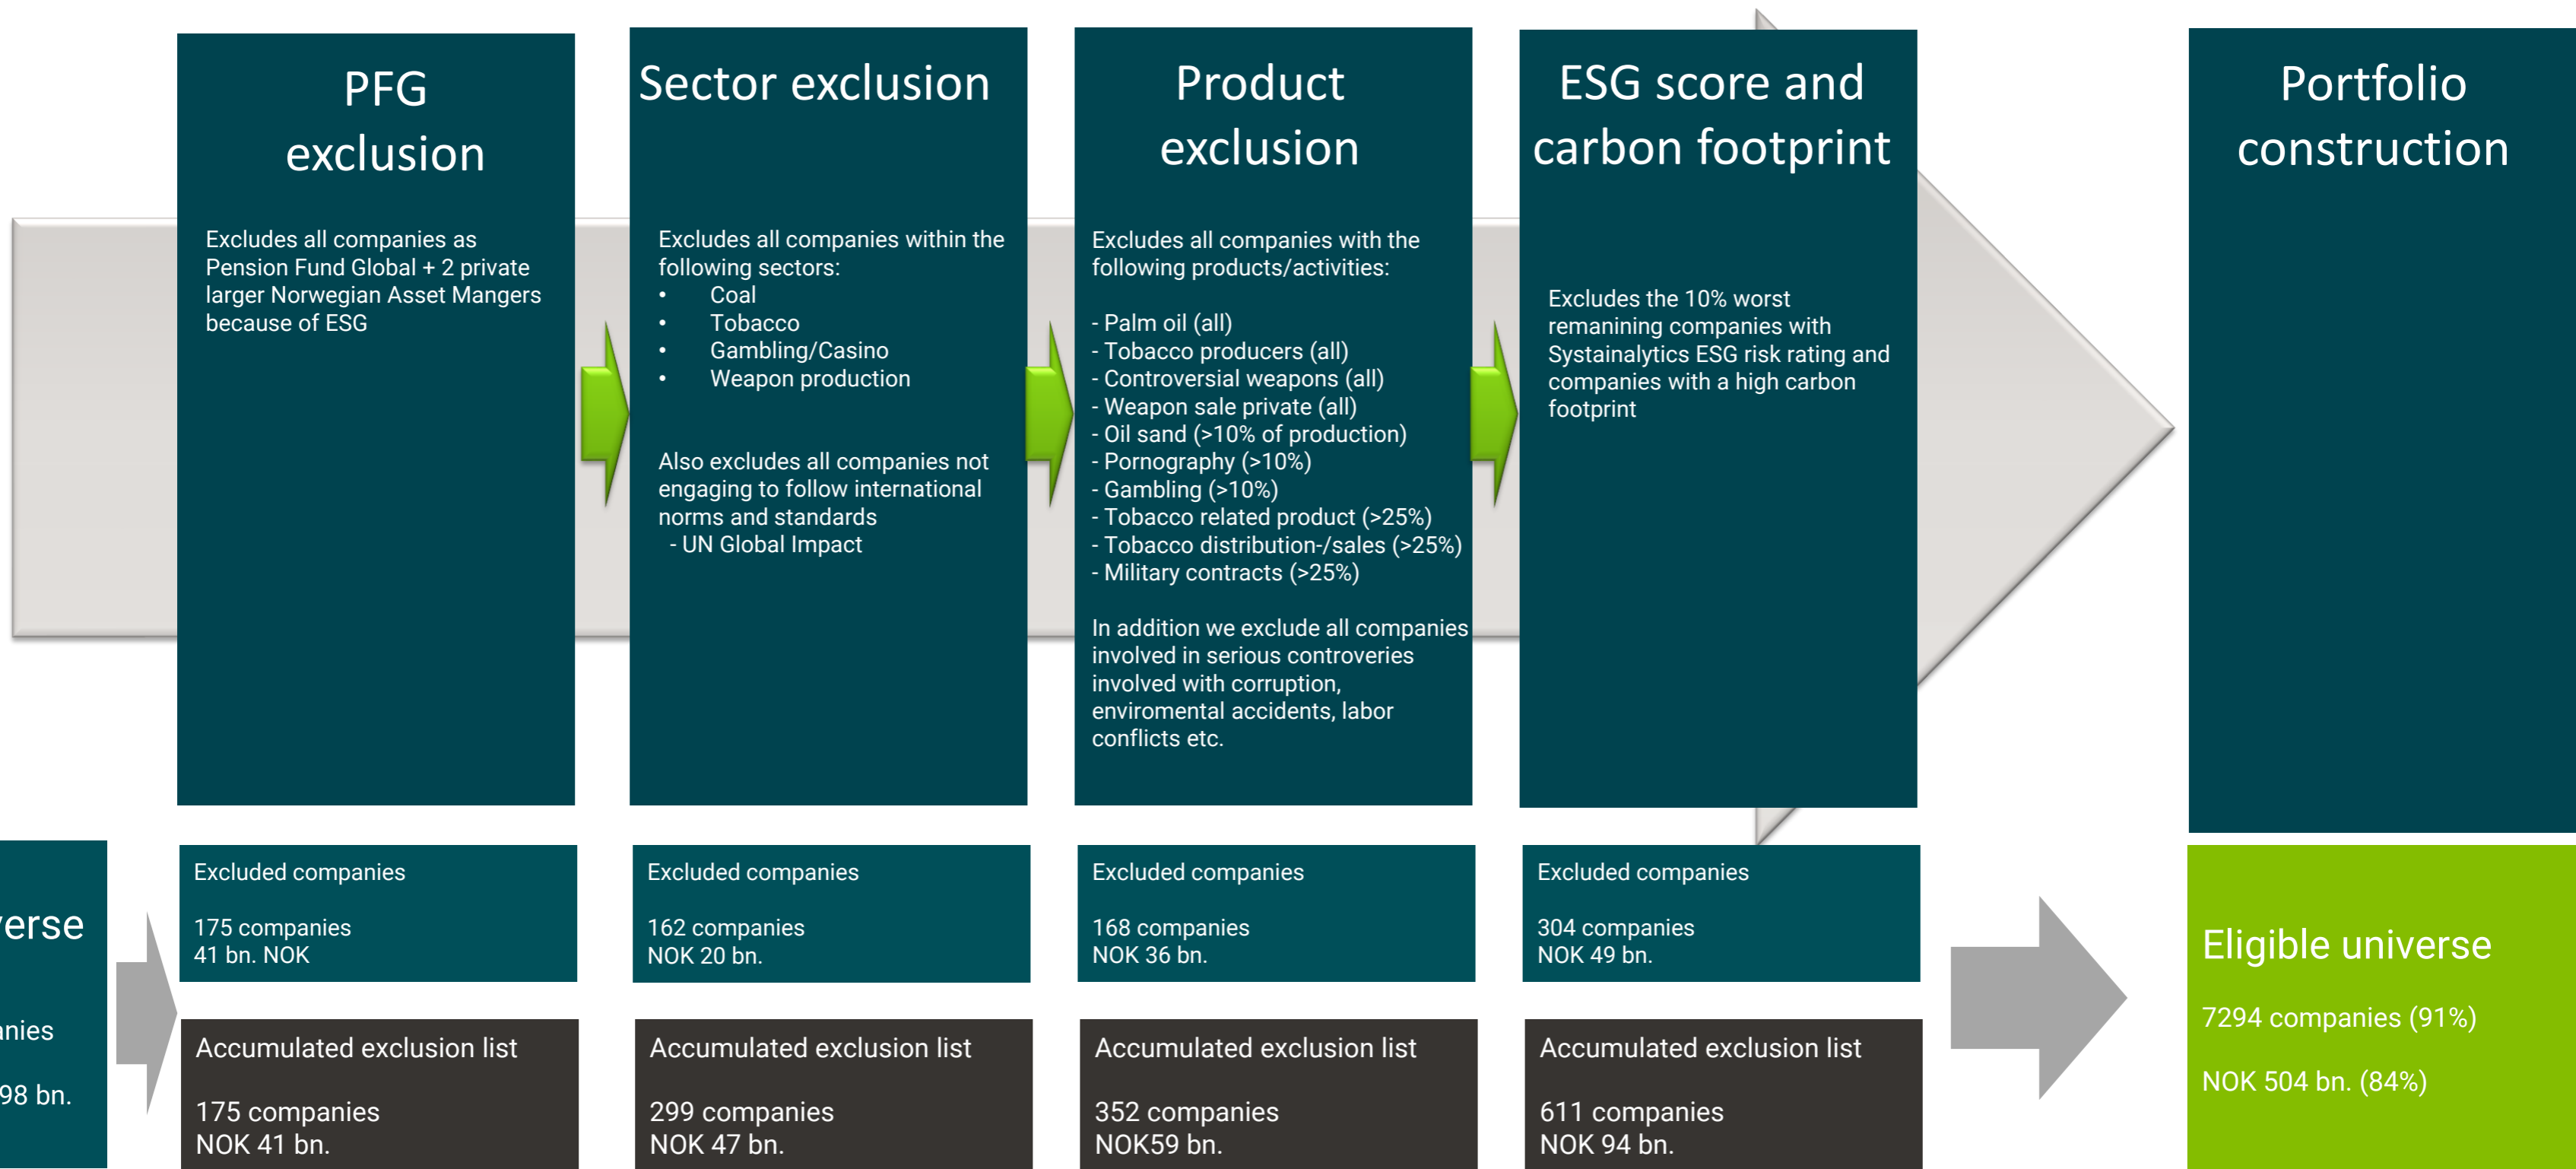 PFG
exclusion
Excludes all companies as
Pension Fund Global + 2 private
larger Norwegian Asset Mangers
because of ESG
Sector exclusion
Excludes all companies within the
following sectors:
• Coal
• Tobacco
• Gambling/Casino
• Weapon production
Also excludes all companies not
engaging to follow international
norms and standards
- UN Global Impact
Product
exclusion
Excludes all companies with the
following products/activities:
- Palm oil (all)
- Tobacco producers (all)
- Controversial weapons (all)
- Weapon sale private (all)
- Oil sand (>10% of production)
- Pornography (>10%)
- Gambling (>10%)
- Tobacco related product (>25%)
- Tobacco distribution-/sales (>25%)
- Military contracts (>25%)
In addition we exclude all companies
involved in serious controveries
involved with corruption,
enviromental accidents, labor
conflicts etc.
ESG score and
carbon footprint
Excludes the 10% worst
remanining companies with
Systainalytics ESG risk rating and
companies with a high carbon
footprint
Portfolio
construction
verse
anies
98 bn.
Excluded companies
175 companies
41 bn. NOK
Accumulated exclusion list
175 companies
NOK 41 bn.
Excluded companies
162 companies
NOK 20 bn.
Accumulated exclusion list
299 companies
NOK 47 bn.
Excluded companies
168 companies
NOK 36 bn.
Accumulated exclusion list
352 companies
NOK59 bn.
Excluded companies
304 companies
NOK 49 bn.
Accumulated exclusion list
611 companies
NOK 94 bn.
Eligible universe
7294 companies (91%)
NOK 504 bn. (84%)